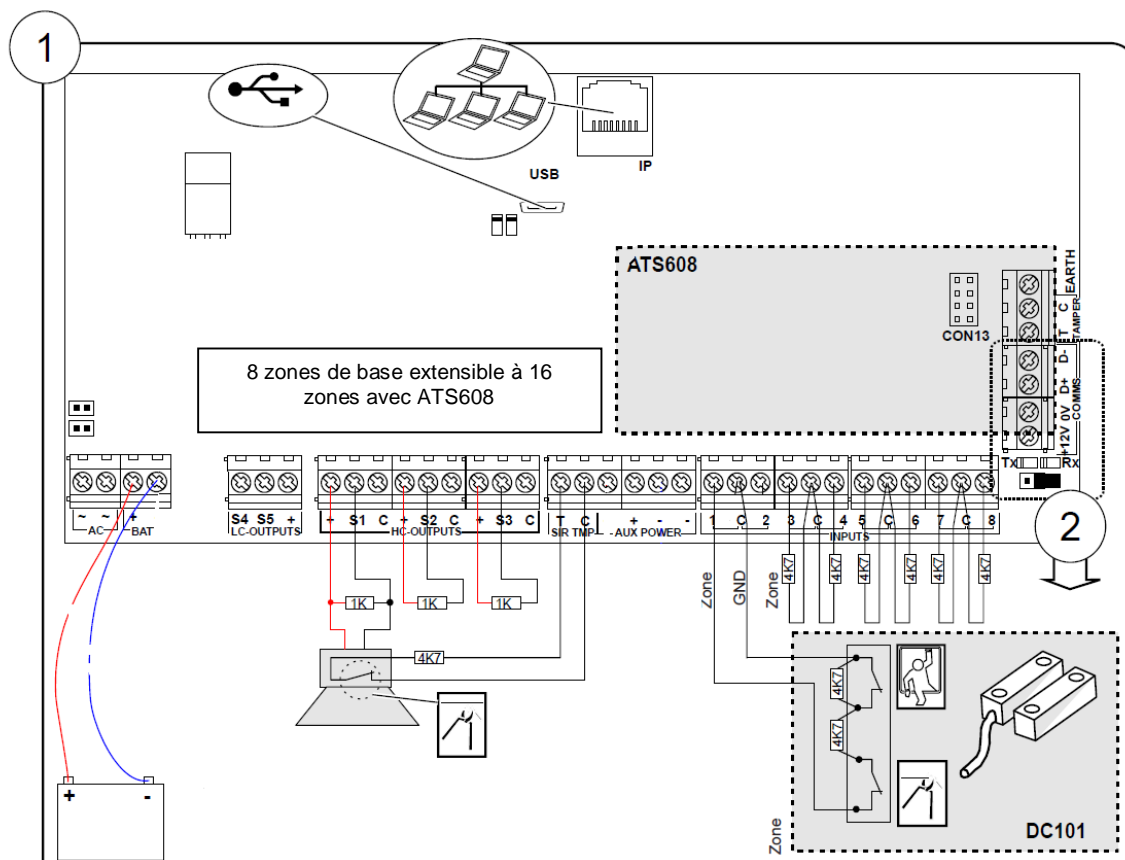 1
USB
IP
ATS608
CON13
EARTH
C
T
TAMPER
D-
D+
0V
+12V
COMMS
Tx
Rx
8 zones de base extensible à 16
zones avec ATS608
~ ~ +
AC BAT
S4 S5 +
LC-OUTPUTS
+ S1 C + S2 C + S3 C
HC-OUTPUTS
T C
SIR TMP
+ - -
AUX POWER
1 C 2 3 C 4 5 C 6 7 C 8
INPUTS
2
Zone
GND
Zone
4K7
4K7
4K7
4K7
4K7
4K7
1K
1K
1K
4K7
4K7
4K7
+
-
Zone
DC101